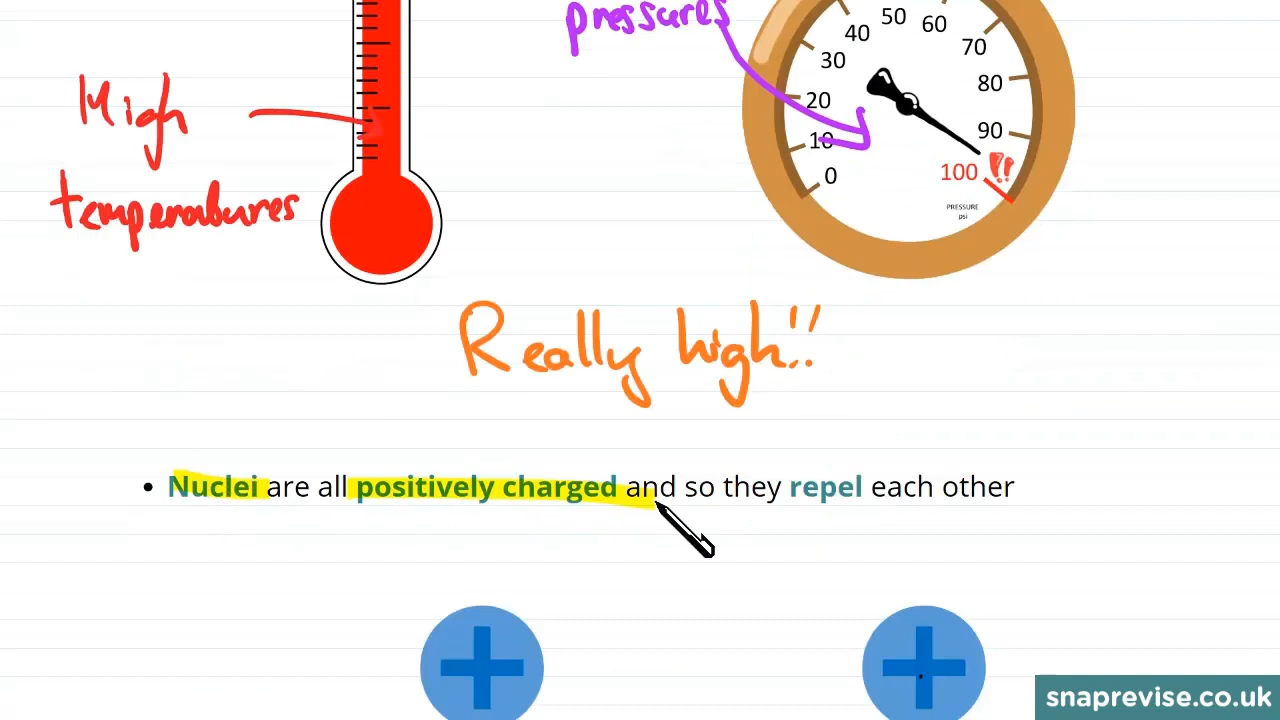 pressures
50
40
60
30
70
20
80
10
90
0
100 !!
PRESSURE
psi
High
temperatures
Really high!!
• Nuclei are all positively charged and so they repel each other
+ +
snaprevise.co.uk